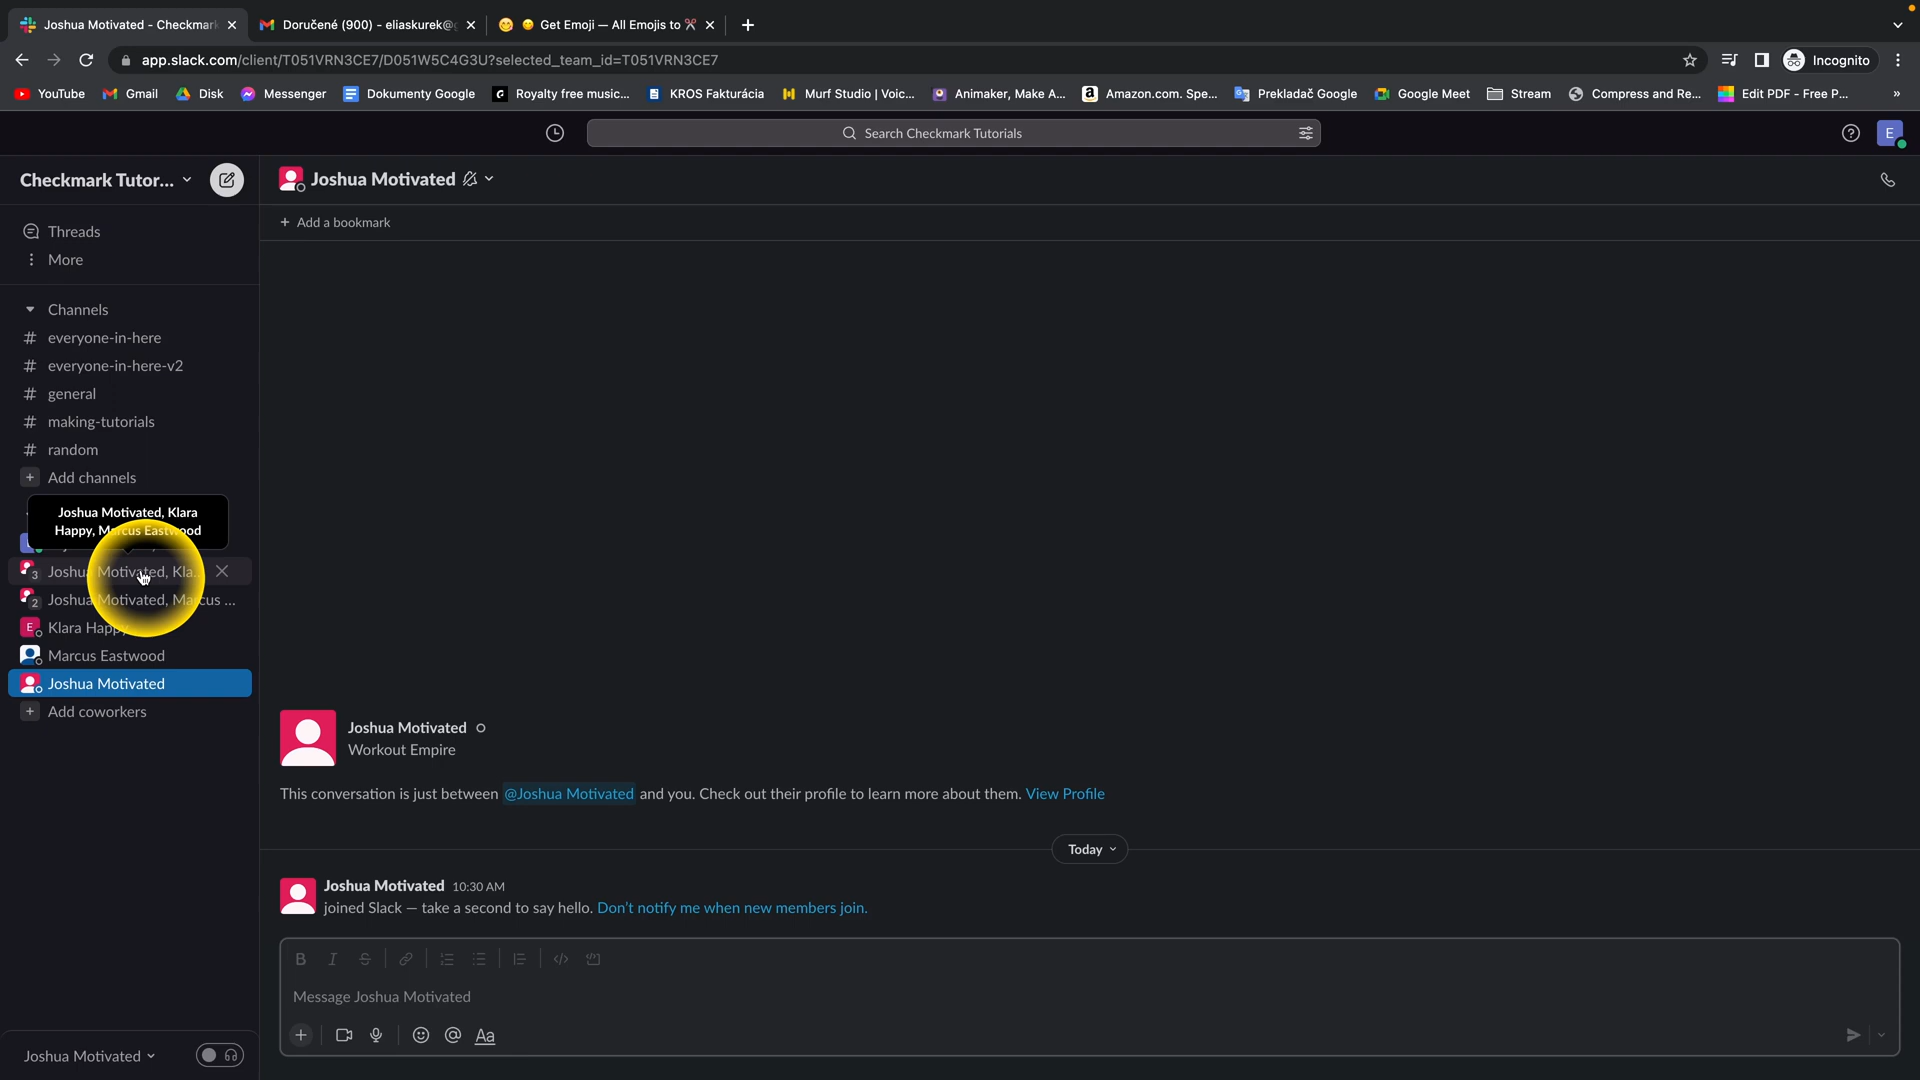 Joshua Motivated - Checkmar
Doručené (900) - eliaskurek@
Get Emoji — All Emojis to
app.slack.com/client/T051VRN3CE7/D051W5C4G3U?selected_team_id=T051VRN3CE7
Incognito
YouTube
Gmail
Disk
Messenger
Dokumenty Google
Royalty free music...
KROS Fakturácia
Murf Studio | Voic...
Animaker, Make A...
Amazon.com. Spe...
Prekladač Google
Google Meet
Stream
Compress and Re...
Edit PDF - Free P...
»
Search Checkmark Tutorials
E
Checkmark Tutor...
Joshua Motivated
+ Add a bookmark
Threads
More
Channels
# everyone-in-here
# everyone-in-here-v2
# general
# making-tutorials
# random
+ Add channels
Joshua Motivated, Klara
Happy, Marcus Eastwood
3 Joshua Motivated, Kla...
2 Joshua Motivated, Marcus ...
E Klara Happy
Marcus Eastwood
Joshua Motivated
+ Add coworkers
Joshua Motivated
Workout Empire
This conversation is just between @Joshua Motivated and you. Check out their profile to learn more about them. View Profile
Today
Joshua Motivated 10:30 AM
joined Slack — take a second to say hello. Don't notify me when new members join.
B I S
Message Joshua Motivated
Aa
Joshua Motivated